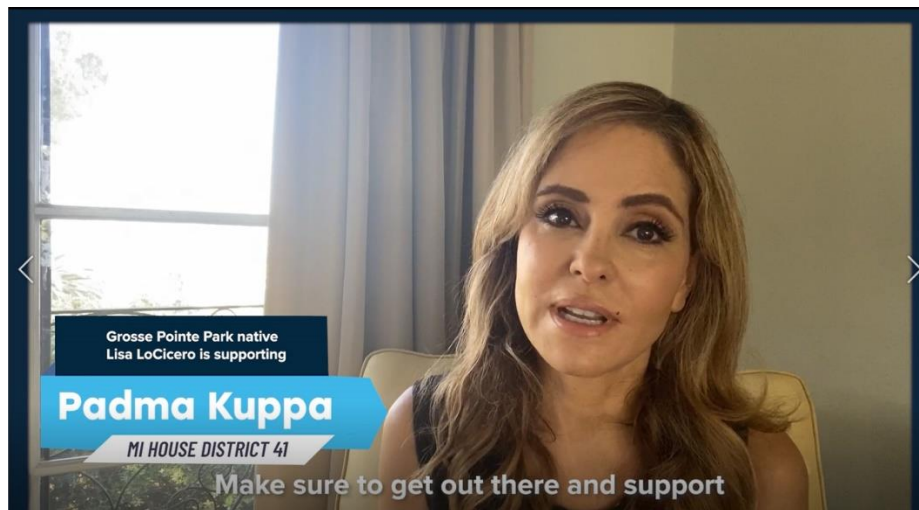 Grosse Pointe Park native
Lisa LoCicero is supporting
Padma Kuppa
MI HOUSE DISTRICT 41
Make sure to get out there and support